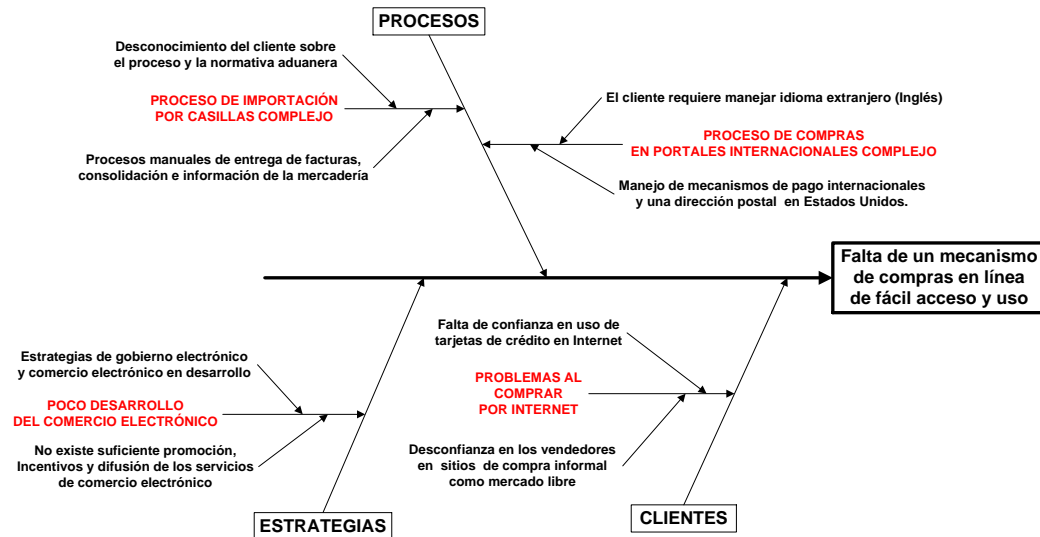 PROCESOS
Desconocimiento del cliente sobre
el proceso y la normativa aduanera
PROCESO DE IMPORTACIÓN
POR CASILLAS COMPLEJO
Procesos manuales de entrega de facturas,
consolidación e información de la mercadería
El cliente requiere manejar idioma extranjero (Inglés)
PROCESO DE COMPRAS
EN PORTALES INTERNACIONALES COMPLEJO
Manejo de mecanismos de pago internacionales
y una dirección postal en Estados Unidos.
Falta de un mecanismo
de compras en línea
de fácil acceso y uso
Estrategias de gobierno electrónico
y comercio electrónico en desarrollo
POCO DESARROLLO
DEL COMERCIO ELECTRÓNICO
No existe suficiente promoción,
Incentivos y difusión de los servicios
de comercio electrónico
ESTRATEGIAS
Falta de confianza en uso de
tarjetas de crédito en Internet
PROBLEMAS AL
COMPRAR
POR INTERNET
Desconfianza en los vendedores
en sitios de compra informal
como mercado libre
CLIENTES